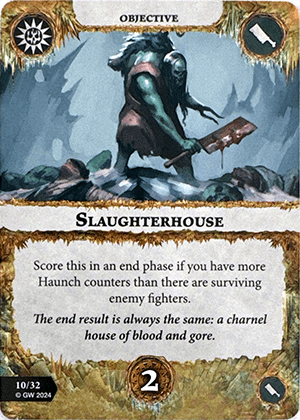 OBJECTIVE
SLAUGHTERHOUSE
Score this in an end phase if you have more
Haunch counters than there are surviving
enemy fighters.
The end result is always the same: a charnel
house of blood and gore.
10/32
© GW 2024
2